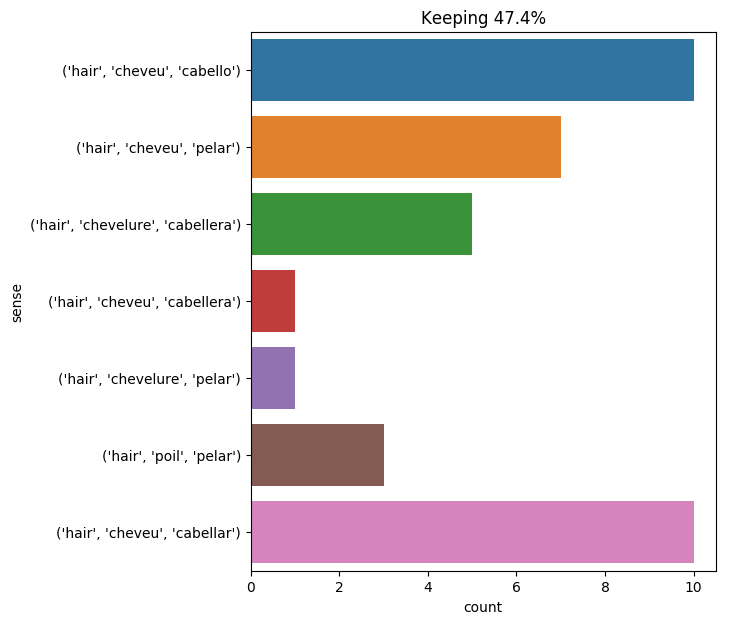 Keeping 47.4%
('hair', 'cheveu', 'cabello')
('hair', 'cheveu', 'pelar')
('hair', 'chevelure', 'cabellera')
('hair', 'cheveu', 'cabellera')
('hair', 'chevelure', 'pelar')
('hair', 'poil', 'pelar')
('hair', 'cheveu', 'cabellar')
sense
0 2 4 6 8 10
count